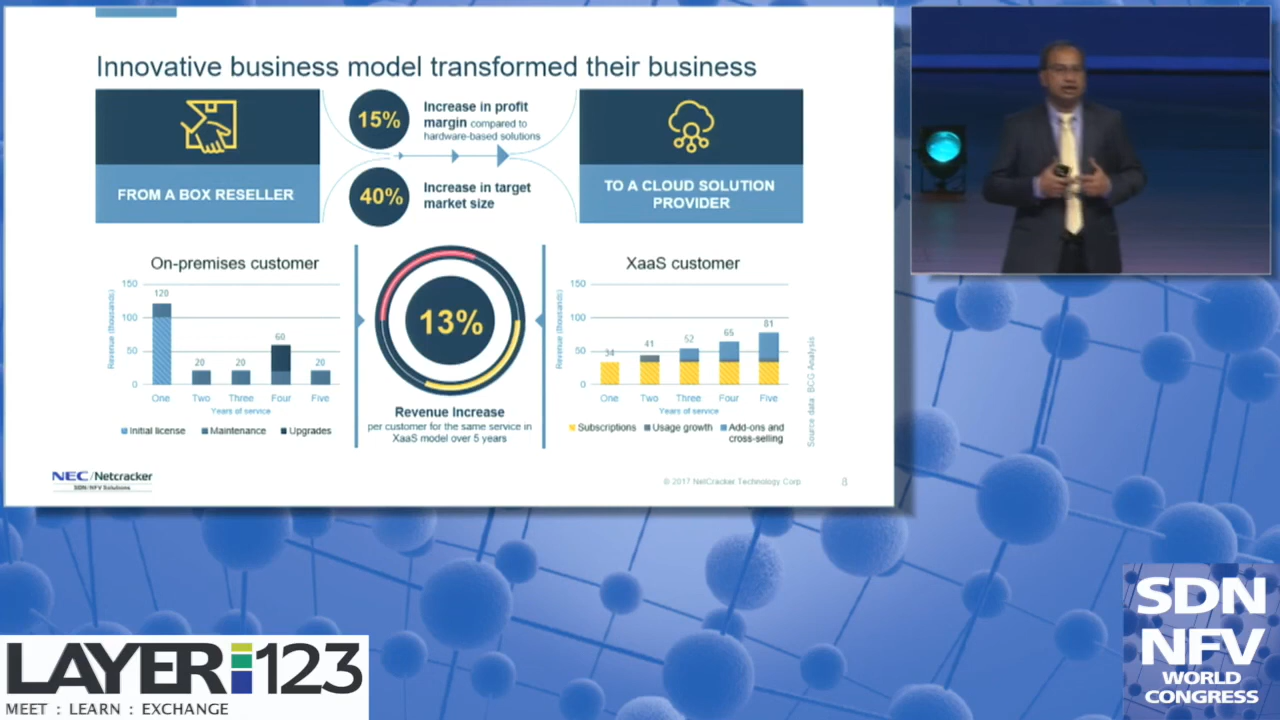 Innovative business model transformed their business
FROM A BOX RESELLER
15%
Increase in profit
margin compared to
hardware-based solutions
40%
Increase in target
market size
TO A CLOUD SOLUTION
PROVIDER
On-premises customer
Revenue (thousands)
150
100
50
0
120
20
20
60
20
One Two Three Four Five
Years of service
Initial license Maintenance Upgrades
13%
Revenue Increase
per customer for the same service in
XaaS model over 5 years
XaaS customer
Revenue (thousands)
150
100
50
0
34
41
52
65
81
One Two Three Four Five
Years of service
Subscriptions Usage growth Add-ons and
cross-selling
Source data BCG Analysis
NEC/Netcracker
SDN/NFV Solutions
© 2017 NetCracker Technology Corp
8
LAYER 123
MEET : LEARN : EXCHANGE
SDN
NFV
WORLD
CONGRESS